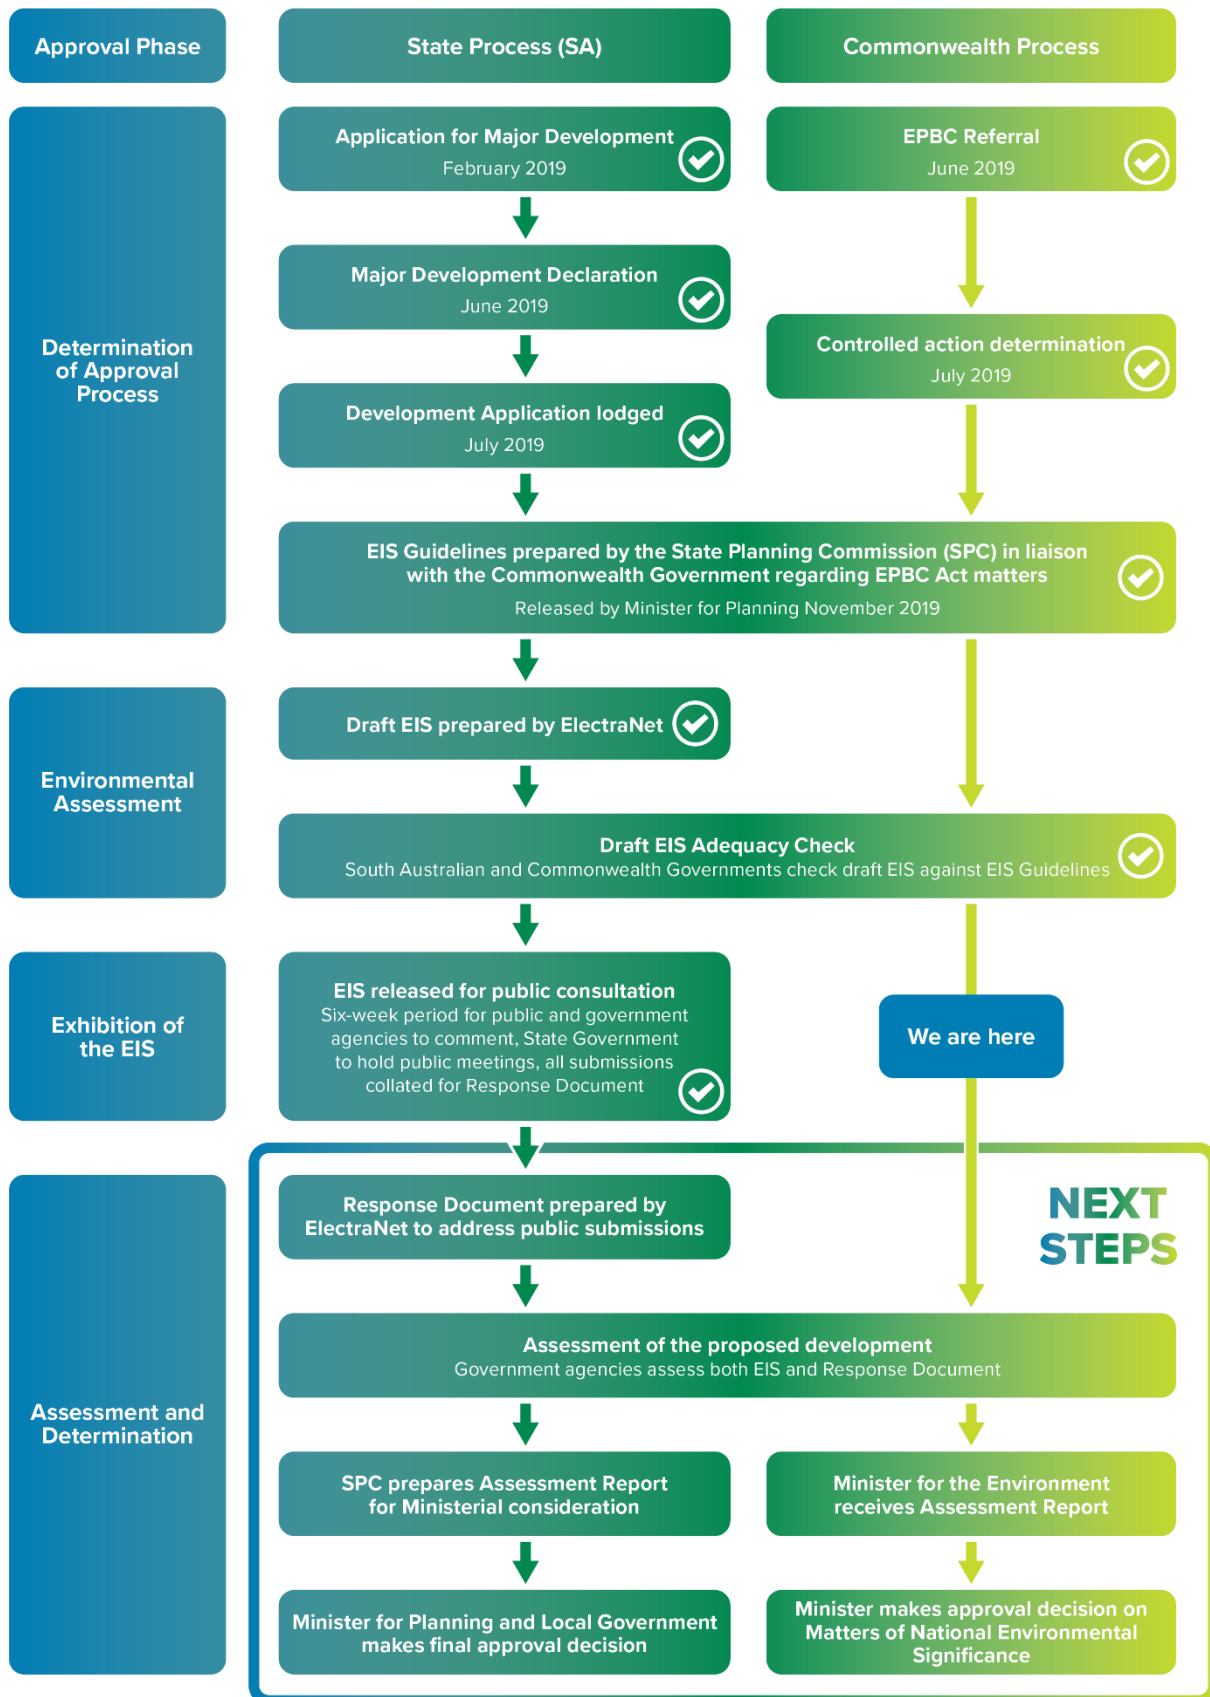 Approval Phase
State Process (SA)
Commonwealth Process
Determination
of Approval
Process
Application for Major Development
February 2019
EPBC Referral
June 2019
Major Development Declaration
June 2019
Controlled action determination
July 2019
Development Application lodged
July 2019
EIS Guidelines prepared by the State Planning Commission (SPC) in liaison
with the Commonwealth Government regarding EPBC Act matters
Released by Minister for Planning November 2019
Environmental
Assessment
Draft EIS prepared by ElectraNet
Draft EIS Adequacy Check
South Australian and Commonwealth Governments check draft EIS against EIS Guidelines
Exhibition of
the EIS
EIS released for public consultation
Six-week period for public and government
agencies to comment, State Government
to hold public meetings, all submissions
collated for Response Document
We are here
Assessment and
Determination
NEXT
STEPS
Response Document prepared by
ElectraNet to address public submissions
Assessment of the proposed development
Government agencies assess both EIS and Response Document
SPC prepares Assessment Report
for Ministerial consideration
Minister for the Environment
receives Assessment Report
Minister for Planning and Local Government
makes final approval decision
Minister makes approval decision on
Matters of National Environmental
Significance